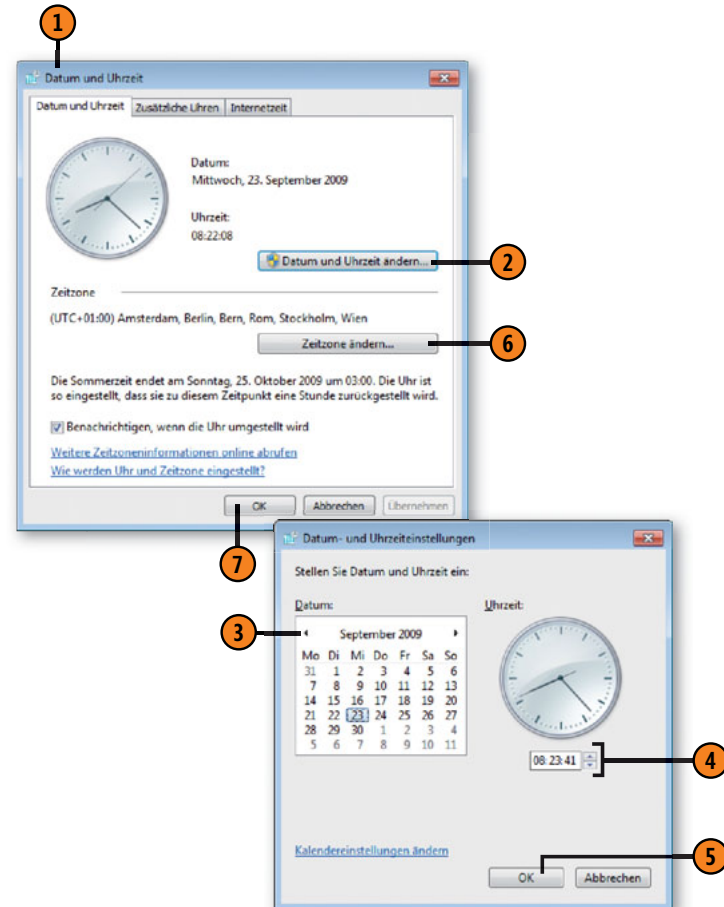 1
Datum und Uhrzeit
Datum und Uhrzeit Zusätzliche Uhren Internetzeit
Datum:
Mittwoch, 23. September 2009
Uhrzeit:
08:22:08
Datum und Uhrzeit ändern...
2
Zeitzone
(UTC+01:00) Amsterdam, Berlin, Bern, Rom, Stockholm, Wien
Zeitzone ändern...
6
Die Sommerzeit endet am Sonntag, 25. Oktober 2009 um 03:00. Die Uhr ist
so eingestellt, dass sie zu diesem Zeitpunkt eine Stunde zurückgestellt wird.
Benachrichtigen, wenn die Uhr umgestellt wird
Weitere Zeitzoneninformationen online abrufen
Wie werden Uhr und Zeitzone eingestellt?
OK Abbrechen Übernehmen
7
Datum- und Uhrzeiteinstellungen
Stellen Sie Datum und Uhrzeit ein:
Datum:
Uhrzeit:
3
September 2009
Mo Di Mi Do Fr Sa So
31 1 2 3 4 5 6
7 8 9 10 11 12 13
14 15 16 17 18 19 20
21 22 23 24 25 26 27
28 29 30 1 2 3 4
5 6 7 8 9 10 11
08:23:41
4
Kalendereinstellungen ändern
OK Abbrechen
5